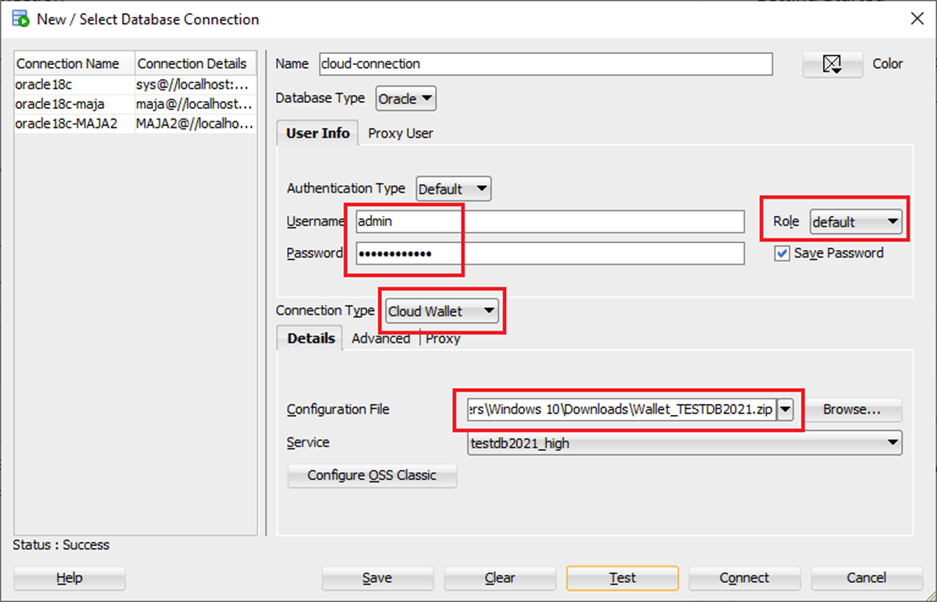 New / Select Database Connection
Connection Name Connection Details
oracle18c sys@//localhost:...
oracle18c-maja maja@//localhost...
oracle18c-MAJA2 MAJA2@//localho...
Name cloud-connection Color
Database Type Oracle
User Info Proxy User
Authentication Type Default
Username admin Role default
Password •••••••••••• Save Password
Connection Type Cloud Wallet
Details Advanced Proxy
Configuration File ers\Windows 10\Downloads\Wallet_TESTDB2021.zip Browse...
Service testdb2021_high
Configure OSS Classic
Status : Success
Help Save Clear Test Connect Cancel